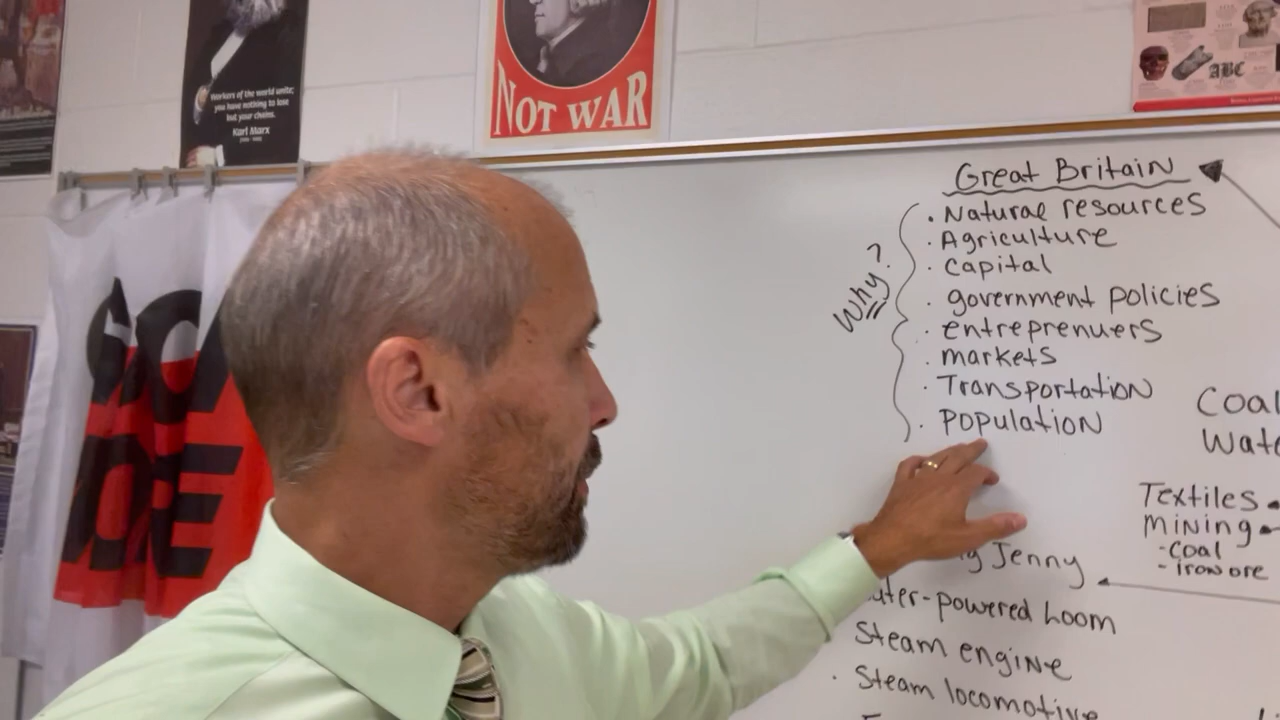 Workers of the world unite;
you have nothing to lose
but your chains.
Karl Marx
NOT WAR
ABC
Great Britain
Why?
. Natural resources
. Agriculture
. capital
. government policies
. entreprenuers
. markets
. Transportation
. Population
Coal
Textiles
mining
- Coal
- Iron ore
Jenny
-powered Loom
Steam engine
. Steam locomotive